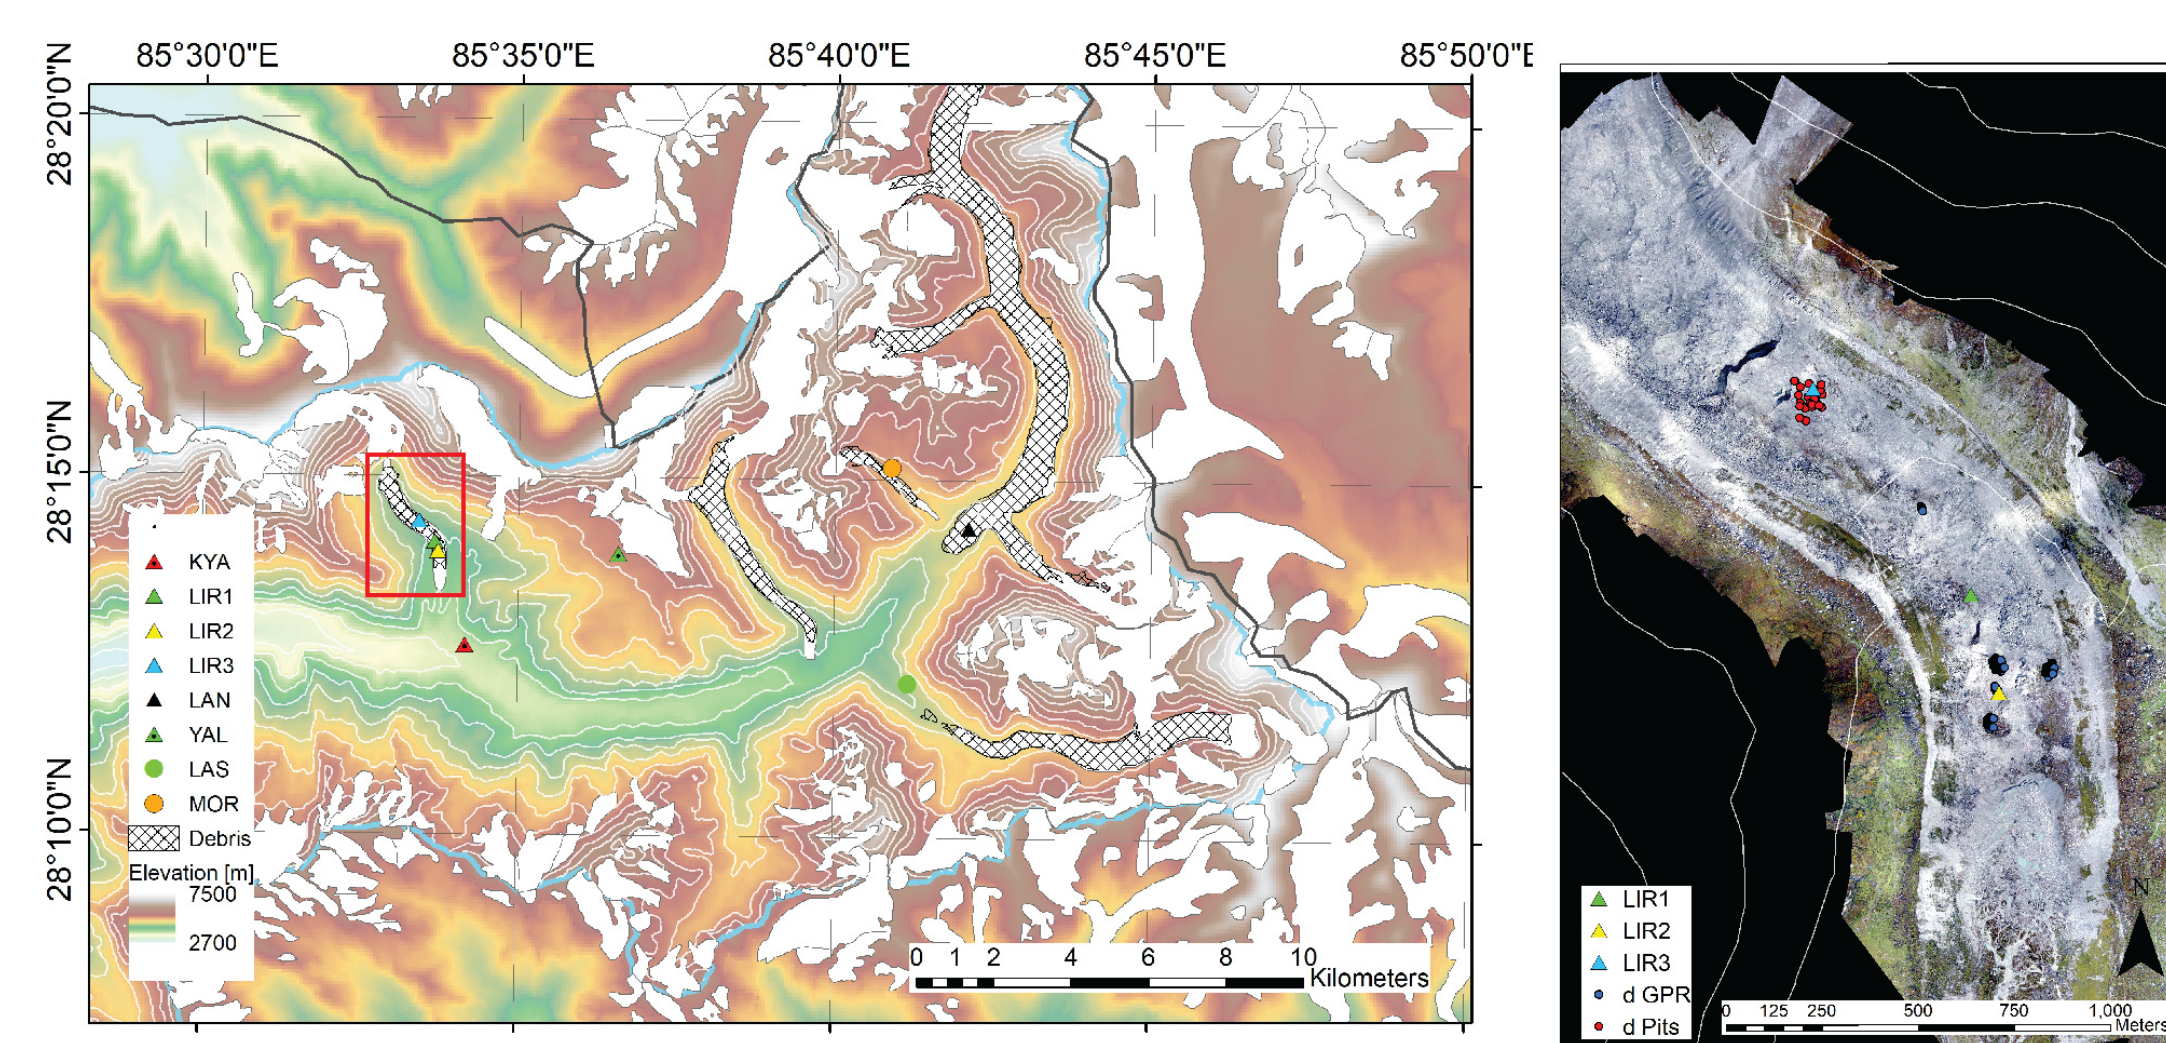 85°30'0"E 85°35'0"E 85°40'0"E 85°45'0"E 85°50'0"E
28°20'0"N
28°15'0"N
28°10'0"N
KYA
LIR1
LIR2
LIR3
LAN
YAL
LAS
MOR
Debris
Elevation [m]
7500
2700
0 1 2 4 6 8 10
Kilometers
N
LIR1
LIR2
LIR3
d GPR
d Pits
0 125 250 500 750 1,000
Meters